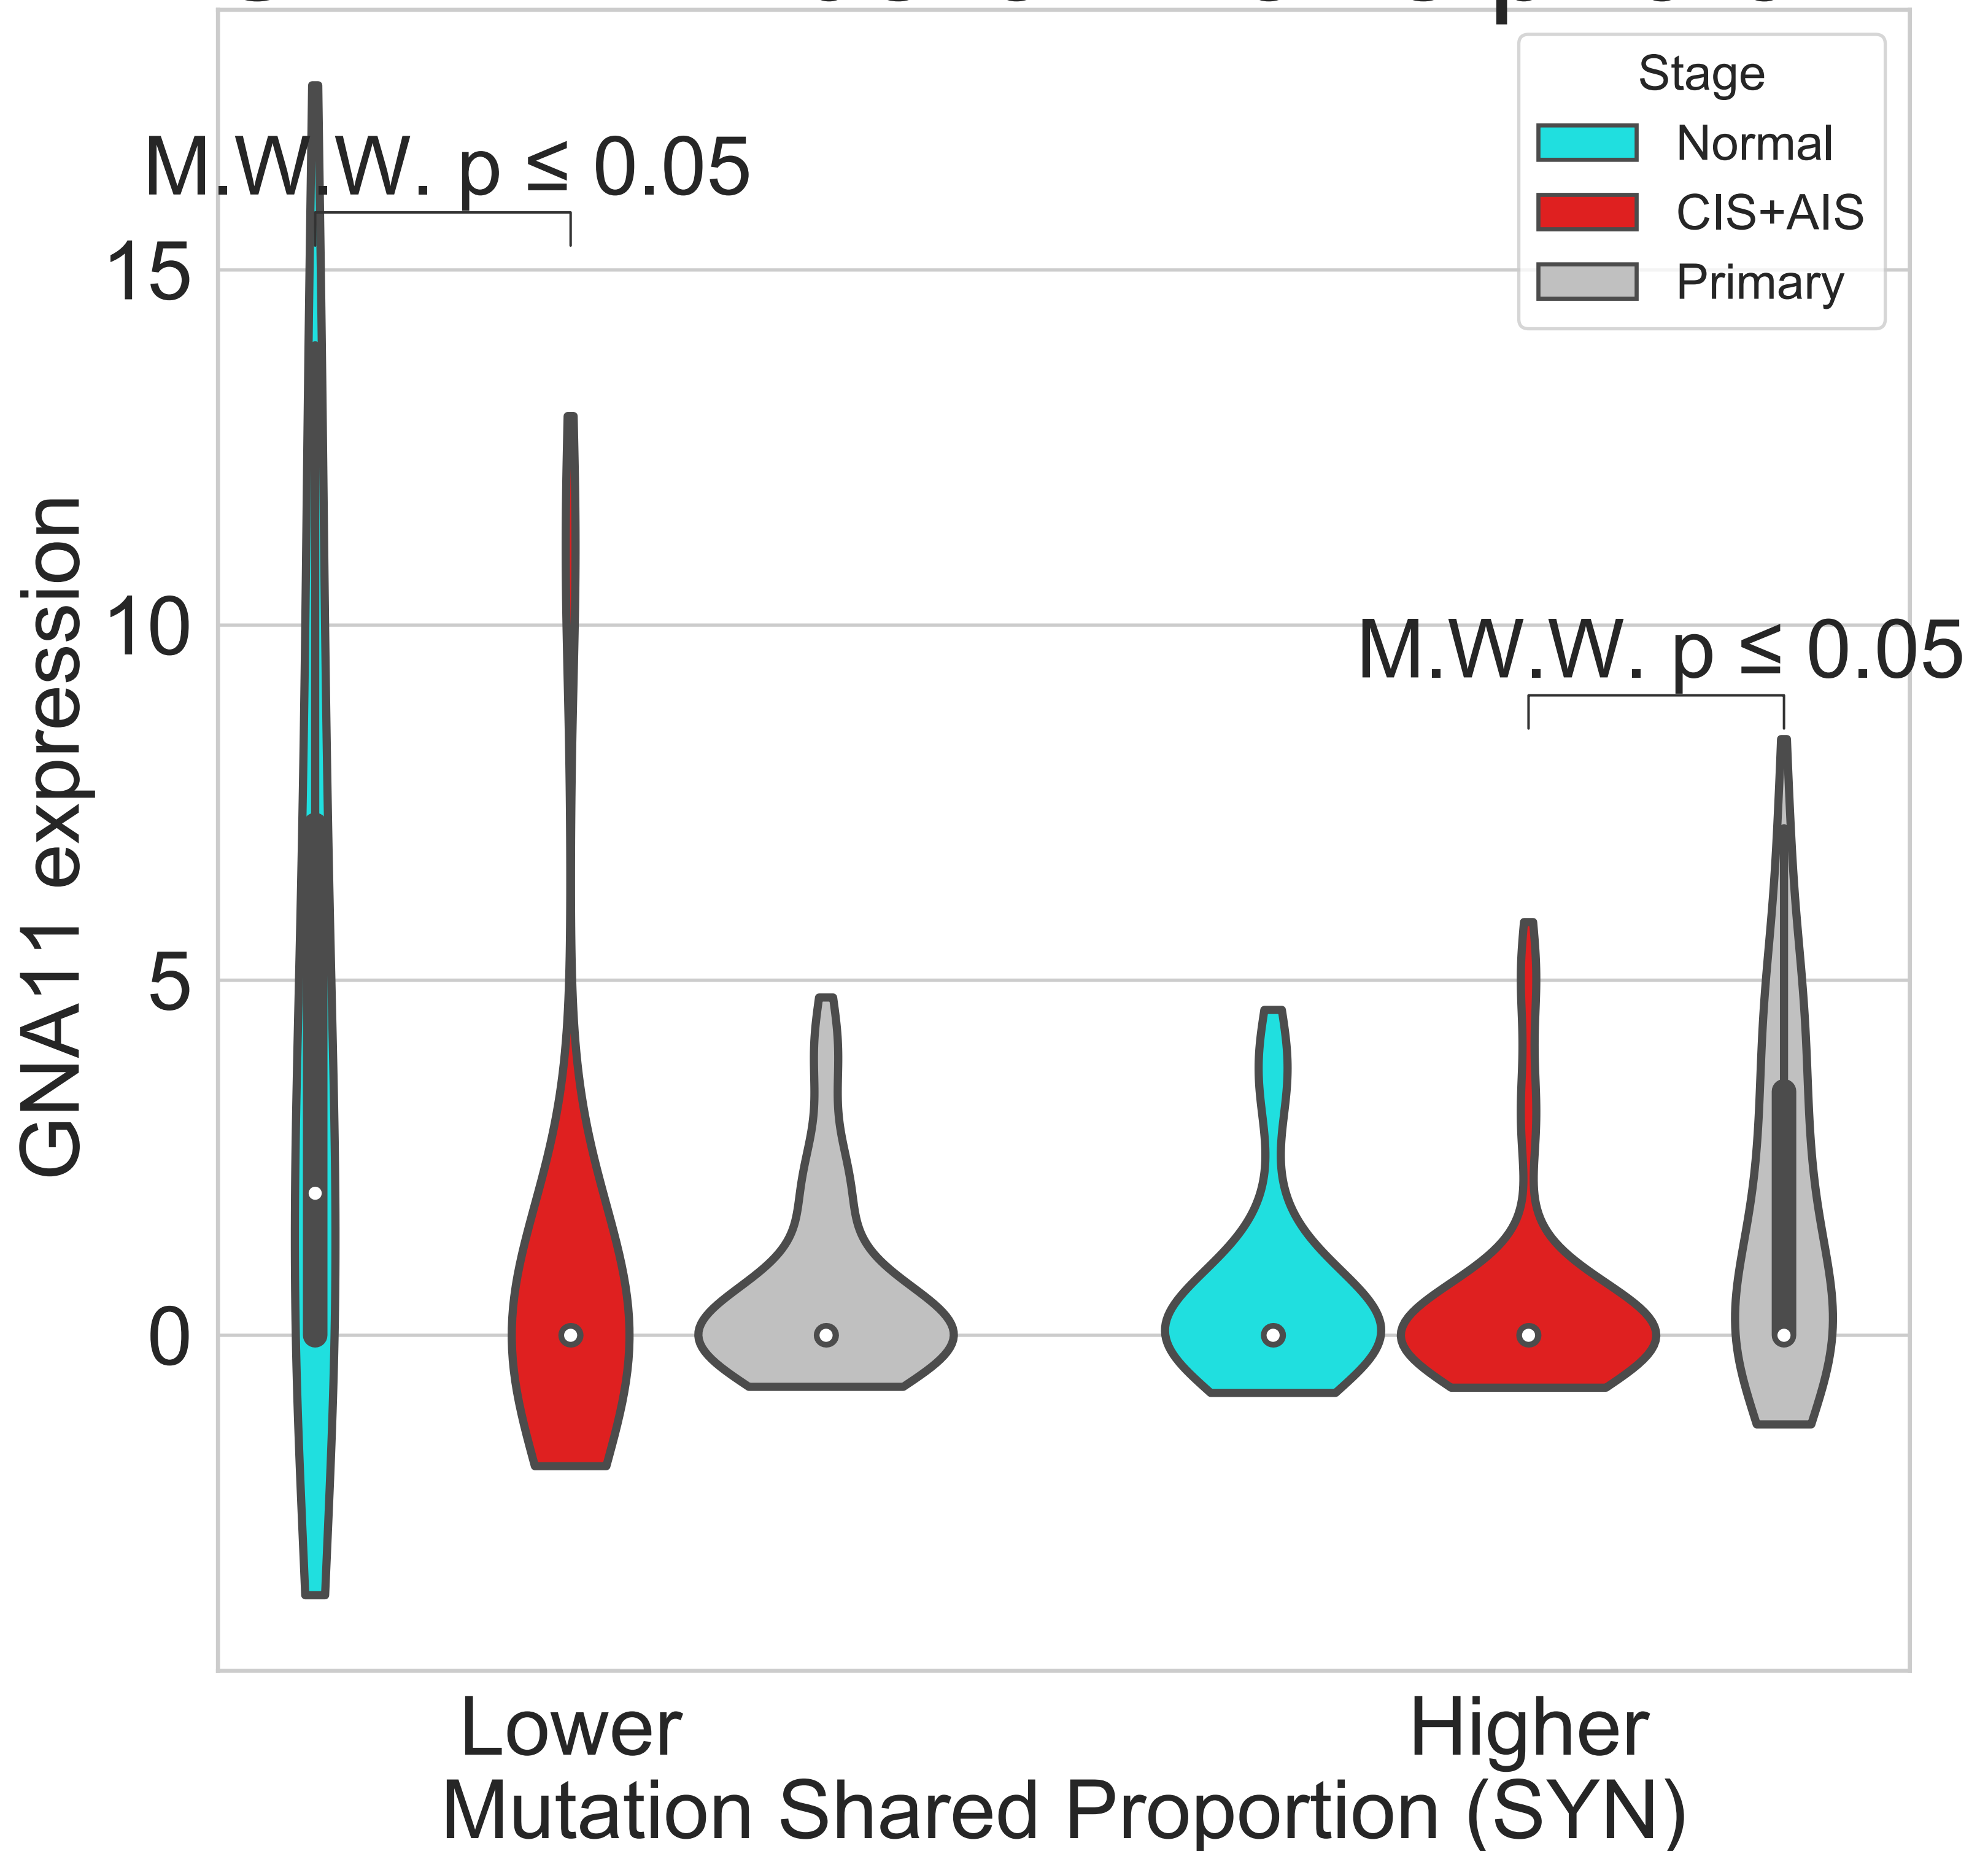 Stage
Normal
CIS+AIS
Primary
M.W.W. p ≤ 0.05
15
10
M.W.W. p ≤ 0.05
5
0
GNA11 expression
Lower
Higher
Mutation Shared Proportion (SYN)